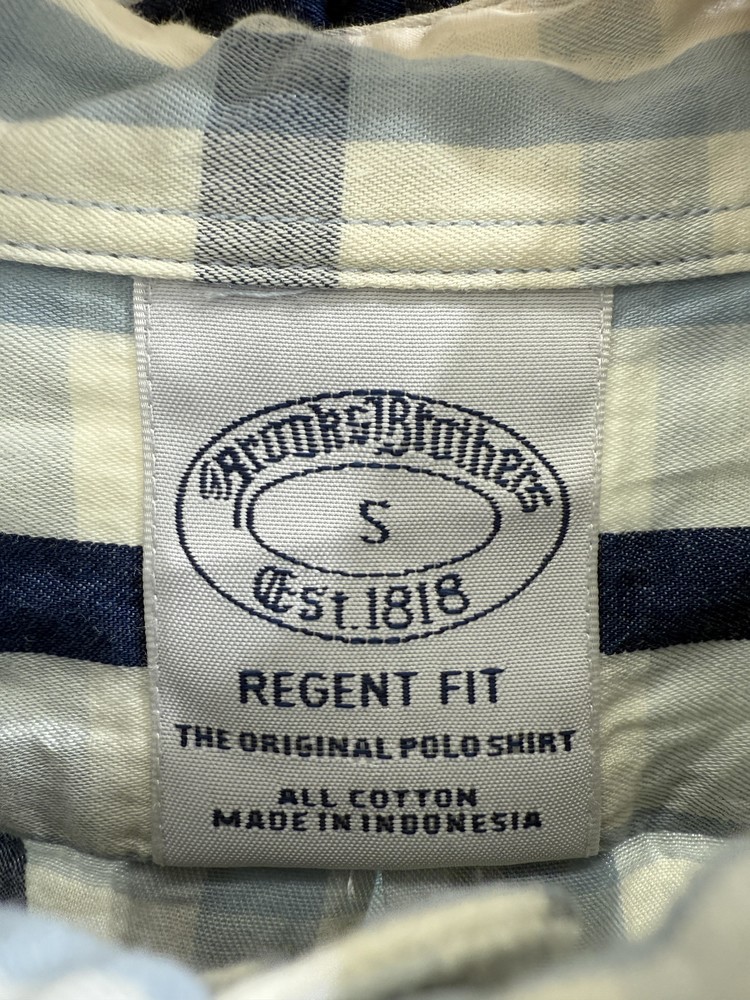 Brooks Brothers
S
Est. 1818
REGENT FIT
THE ORIGINAL POLO SHIRT
ALL COTTON
MADE IN INDONESIA